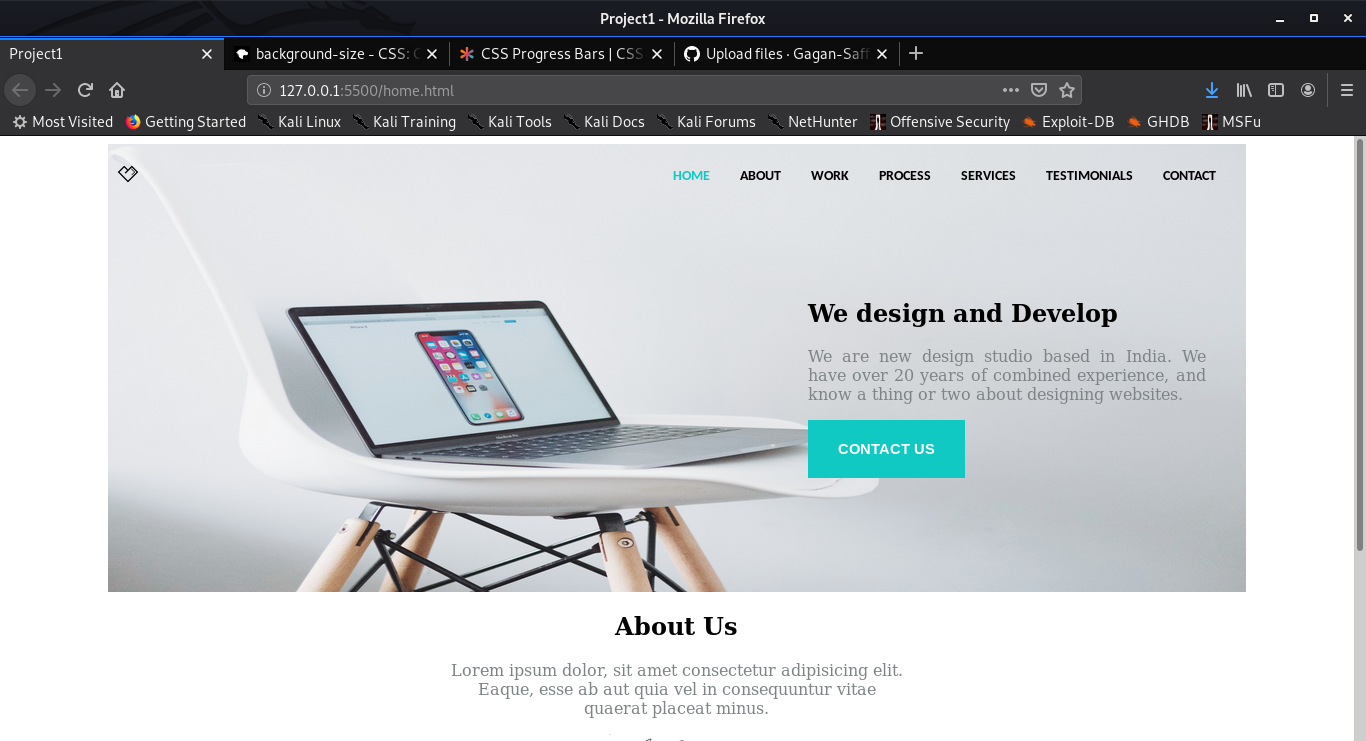 Project1 - Mozilla Firefox
Project1
background-size - CSS: C
CSS Progress Bars | CSS
Upload files · Gagan-Saff
127.0.0.1:5500/home.html
Most Visited Getting Started Kali Linux Kali Training Kali Tools Kali Docs Kali Forums NetHunter Offensive Security Exploit-DB GHDB MSFu
HOME ABOUT WORK PROCESS SERVICES TESTIMONIALS CONTACT
We design and Develop
We are new design studio based in India. We
have over 20 years of combined experience, and
know a thing or two about designing websites.
CONTACT US
About Us
Lorem ipsum dolor, sit amet consectetur adipisicing elit.
Eaque, esse ab aut quia vel in consequuntur vitae
quaerat placeat minus.